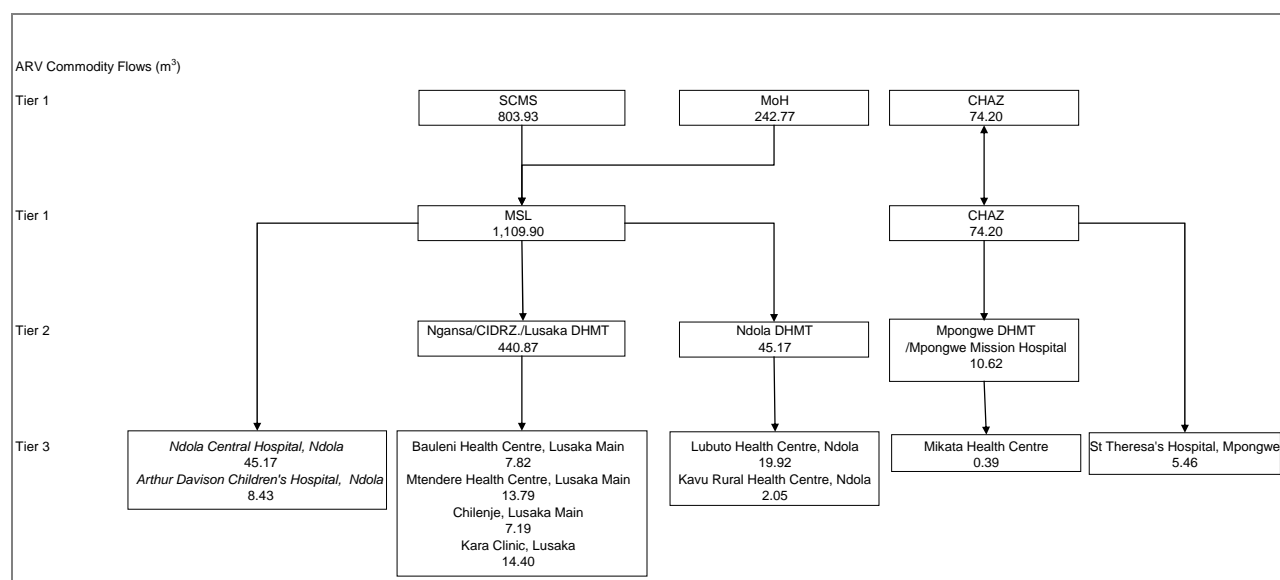 ARV Commodity Flows (m³)
Tier 1
SCMS
803.93
MoH
242.77
CHAZ
74.20
Tier 1
MSL
1,109.90
CHAZ
74.20
Tier 2
Ngansa/CIDRZ./Lusaka DHMT
440.87
Ndola DHMT
45.17
Mpongwe DHMT
/Mpongwe Mission Hospital
10.62
Tier 3
Ndola Central Hospital, Ndola
45.17
Arthur Davison Children's Hospital, Ndola
8.43
Bauleni Health Centre, Lusaka Main
7.82
Mtendere Health Centre, Lusaka Main
13.79
Chilenje, Lusaka Main
7.19
Kara Clinic, Lusaka
14.40
Lubuto Health Centre, Ndola
19.92
Kavu Rural Health Centre, Ndola
2.05
Mikata Health Centre
0.39
St Theresa's Hospital, Mpongwe
5.46